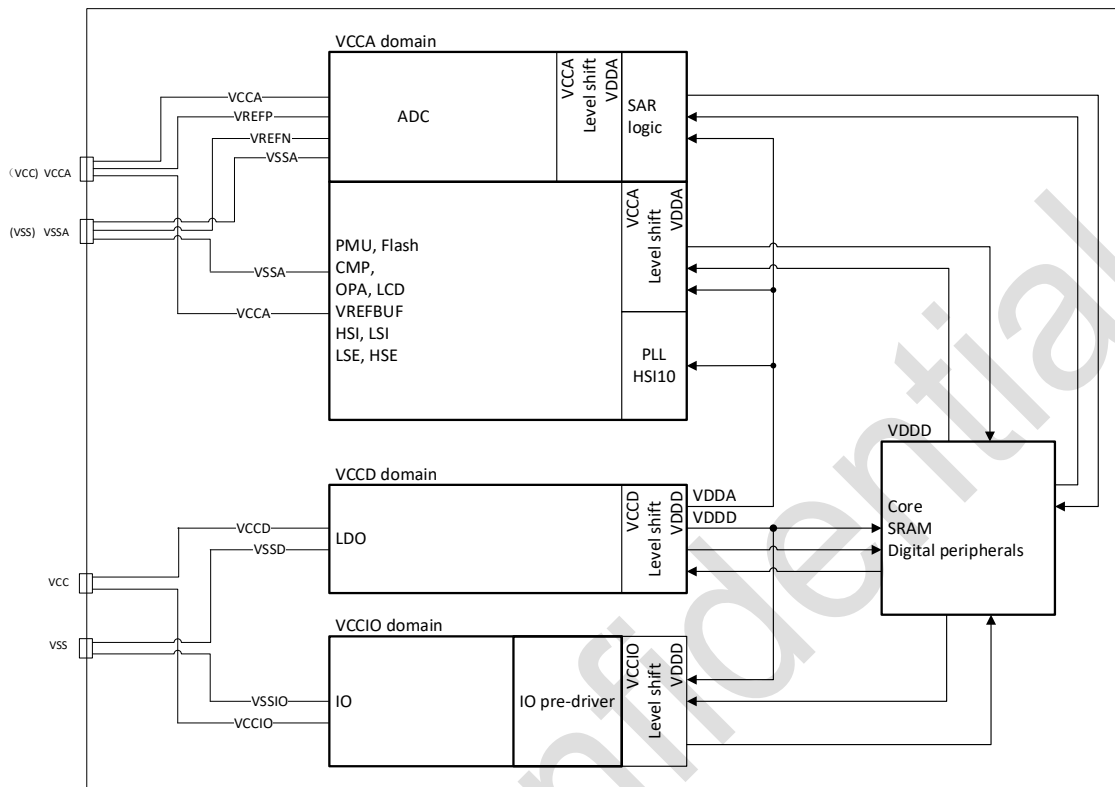 VCCA domain
VCCA
VREFP
VREFN
VSSA
ADC
VCCA
Level shift
VDDA
SAR
logic
(VCC) VCCA
(VSS) VSSA
VSSA
VCCA
PMU, Flash
CMP,
OPA, LCD
VREFBUF
HSI, LSI
LSE, HSE
VCCA
Level shift
VDDA
PLL
HSI10
VDDD
Core
SRAM
Digital peripherals
VCCD domain
VCCD
VSSD
LDO
VCCD
Level shift
VDDD
VDDA
VDDD
VCC
VSS
VCCIO domain
VSSIO
VCCIO
IO
IO pre-driver
VCCIO
Level shift
VDDD
nfidential